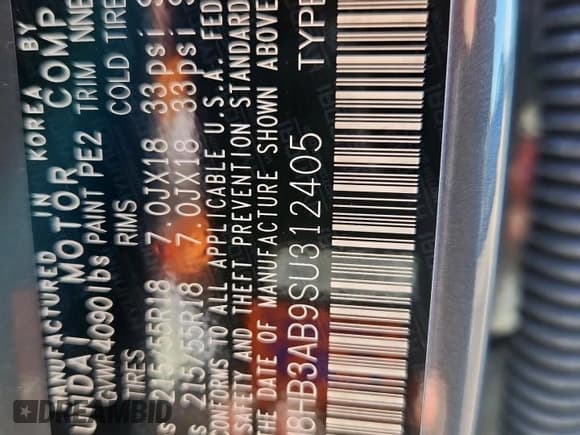 MANUFACTURED IN KOREA BY
MOTOR COMP
GVWR 4090lbs PAINT PE2 TRIM NNB
TIRES RIMS COLD TIRE
215/55R18 7.0JX18 33psi
215/55R18 7.0JX18 33psi
CONFORMS TO ALL APPLICABLE U.S.A. FED
SAFETY AND THEFT PREVENTION STANDARD
THE DATE OF MANUFACTURE SHOWN ABOVE
8HB3AB9SU312405 TYPE
DREAMBID